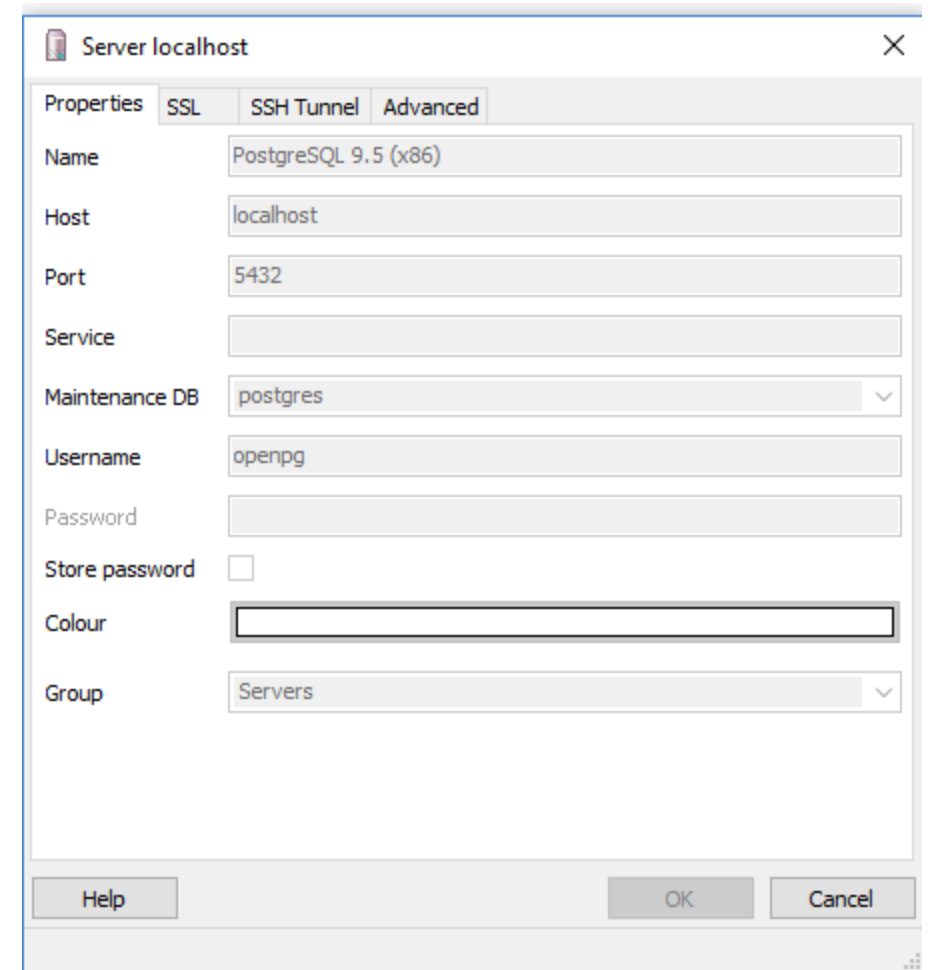 Server localhost
Properties SSL SSH Tunnel Advanced
Name PostgreSQL 9.5 (x86)
Host localhost
Port 5432
Service
Maintenance DB postgres
Username openpg
Password
Store password
Colour
Group Servers
Help OK Cancel